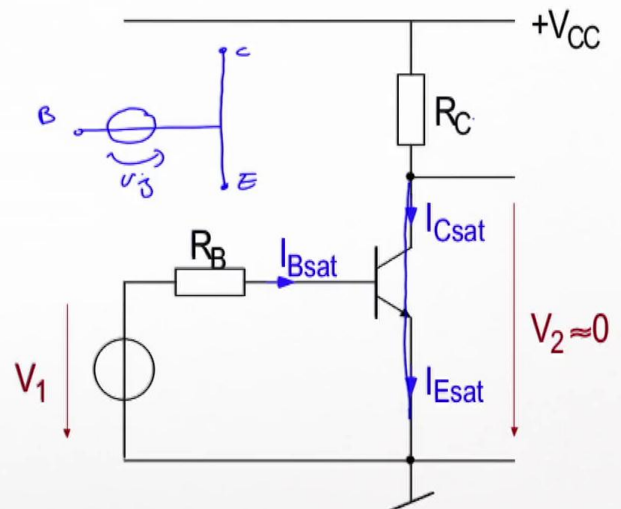 +VCC
C
RC
B
E
Vj
ICsat
RB
IBsat
V1
V2≈0
IEsat